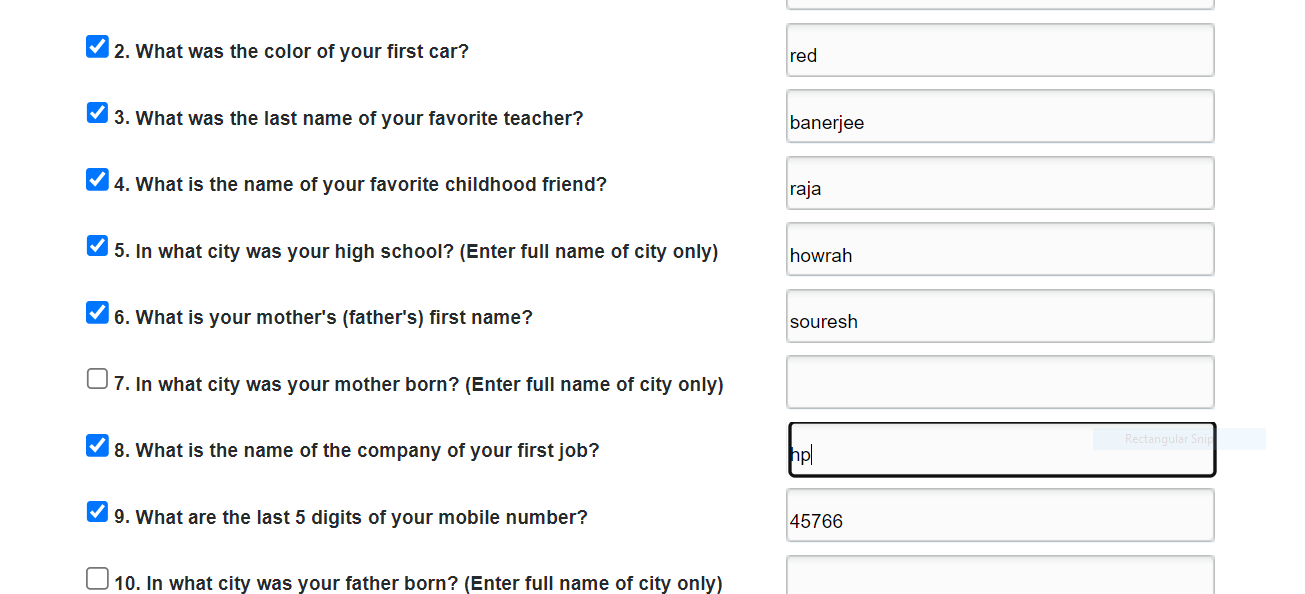 2. What was the color of your first car?
red
3. What was the last name of your favorite teacher?
banerjee
4. What is the name of your favorite childhood friend?
raja
5. In what city was your high school? (Enter full name of city only)
howrah
6. What is your mother's (father's) first name?
souresh
7. In what city was your mother born? (Enter full name of city only)
8. What is the name of the company of your first job?
hp
Rectangular Snip
9. What are the last 5 digits of your mobile number?
45766
10. In what city was your father born? (Enter full name of city only)